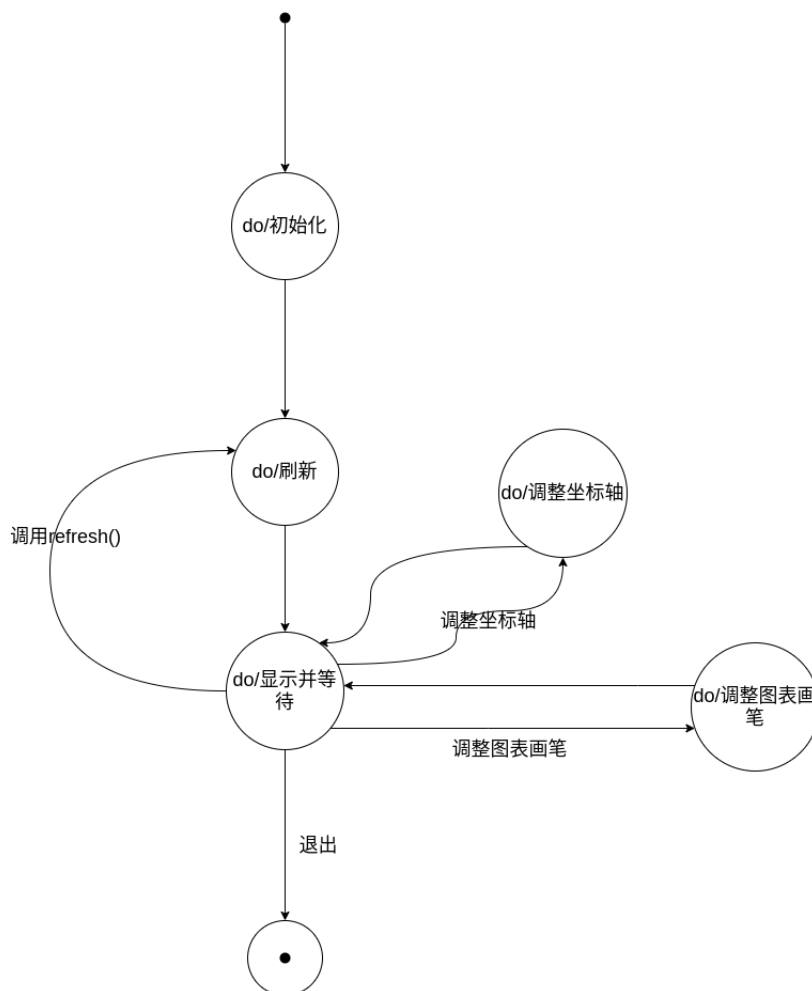 do/初始化
do/刷新
do/调整坐标轴
调用refresh()
调整坐标轴
do/显示并等
待
do/调整图表画
笔
调整图表画笔
退出